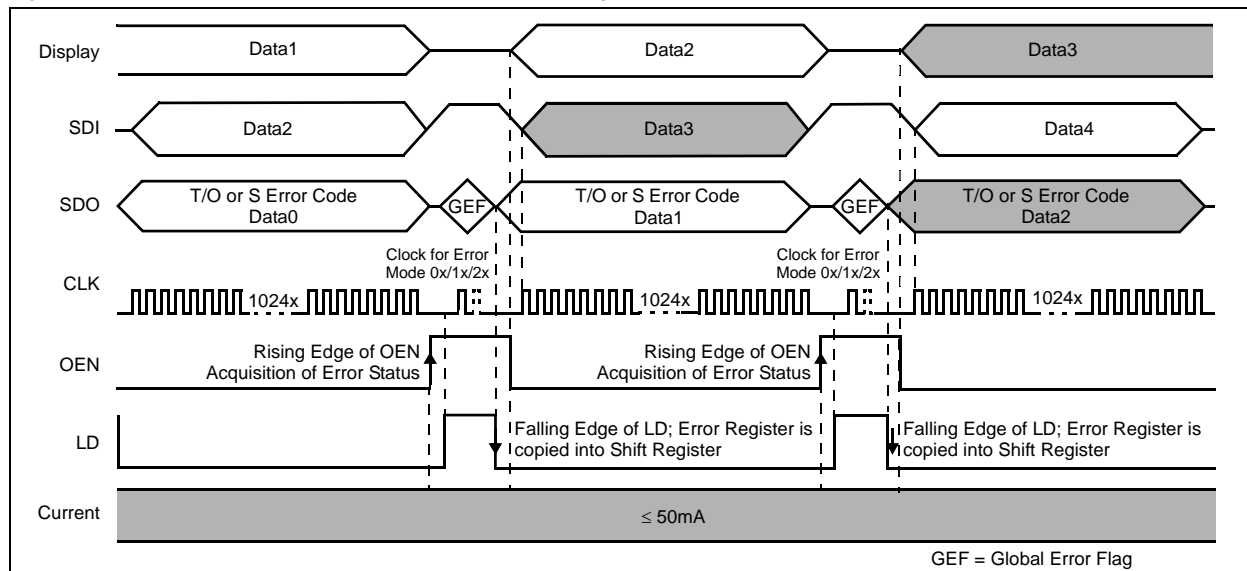 Display
Data1
Data2
Data3
SDI
Data2
Data3
Data4
SDO
T/O or S Error Code
Data0
GEF
T/O or S Error Code
Data1
GEF
T/O or S Error Code
Data2
Clock for Error
Mode 0x/1x/2x
Clock for Error
Mode 0x/1x/2x
CLK
1024x
1024x
1024x
OEN
Rising Edge of OEN
Acquisition of Error Status
Rising Edge of OEN
Acquisition of Error Status
LD
Falling Edge of LD; Error Register is
copied into Shift Register
Falling Edge of LD; Error Register is
copied into Shift Register
Current
≤ 50mA
GEF = Global Error Flag